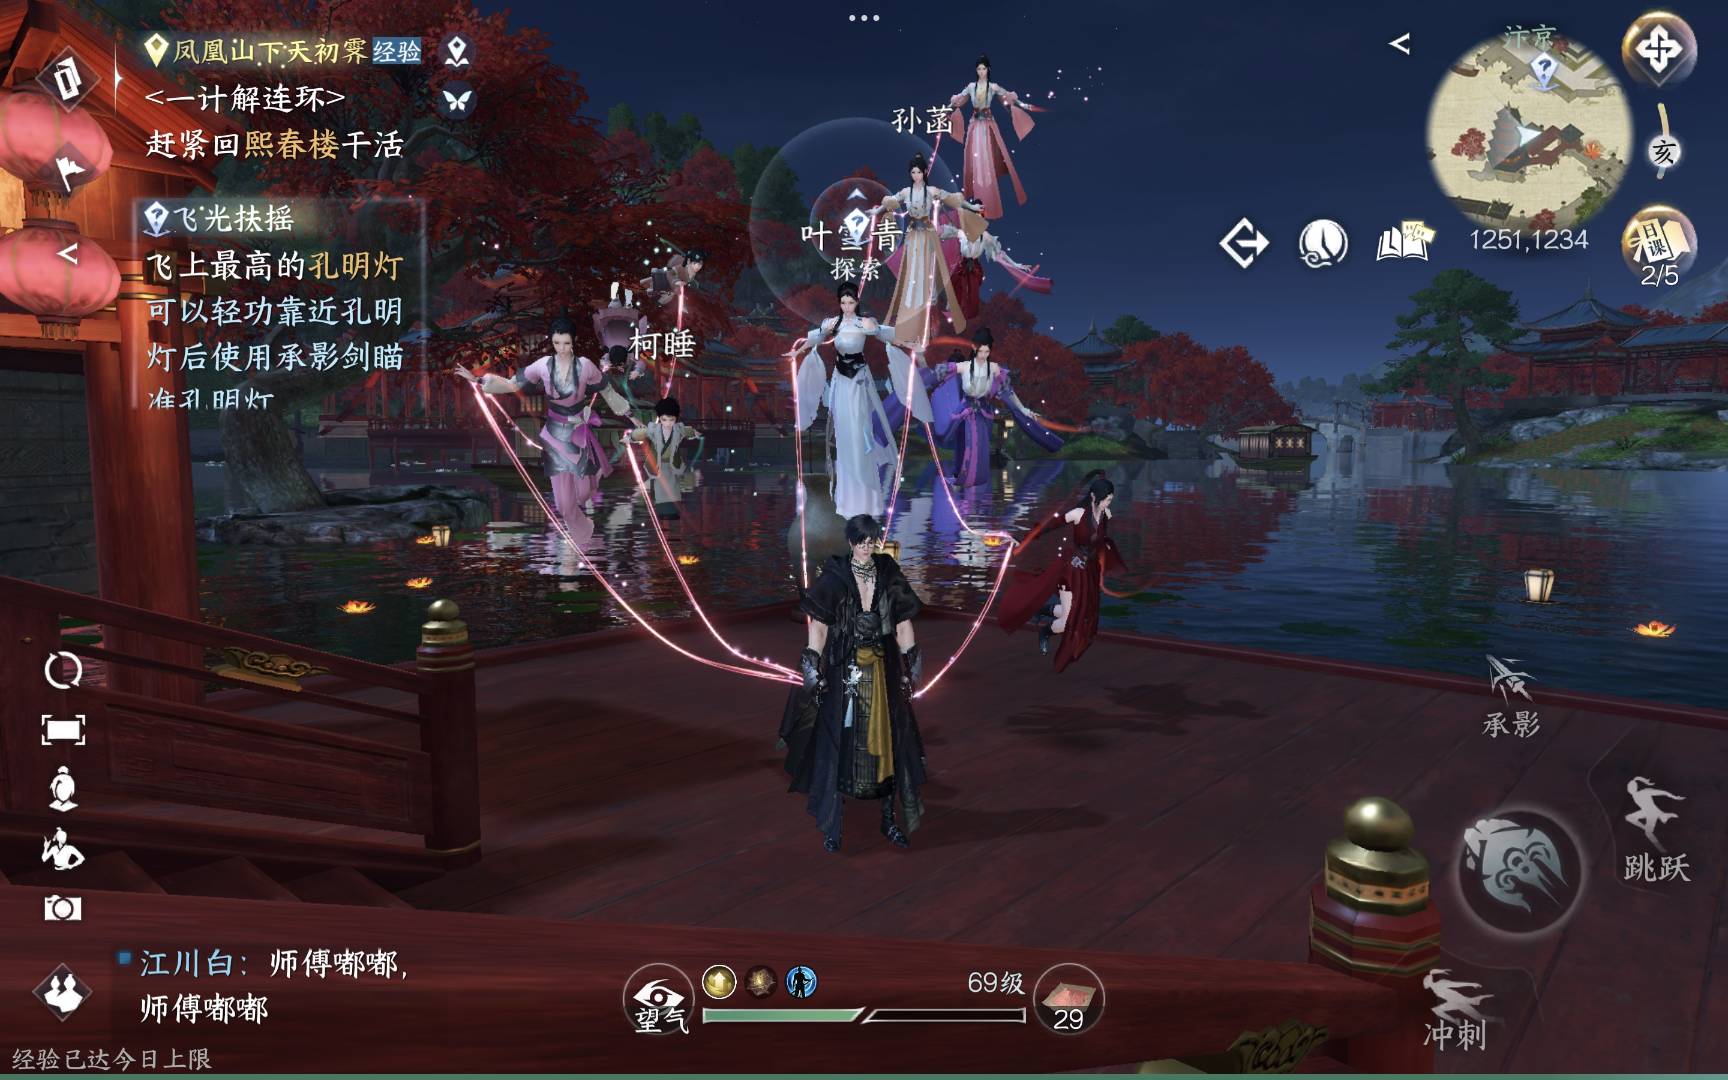 凤凰山下天初霁 经验
<一计解连环>
赶紧回熙春楼干活
飞光扶摇
飞上最高的孔明灯
可以轻功靠近孔明
灯后使用承影剑瞄
准孔明灯
孙菡
叶雪青
探索
柯睡
汴京
亥
1251,1234
日课
2/5
承影
跳跃
冲刺
江川白：师傅嘟嘟，
师傅嘟嘟
望气
69级
29
经验已达今日上限